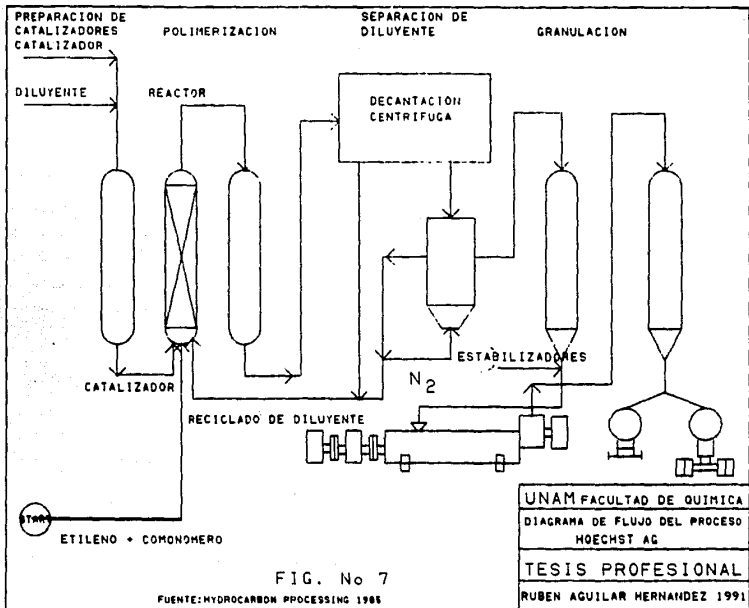 PREPARACION DE
CATALIZADORES
CATALIZADOR
POLIMERIZACION
SEPARACION DE
DILUYENTE
GRANULACION
DILUYENTE
REACTOR
DECANTACION
CENTRIFUGA
CATALIZADOR
ESTABILIZADORES
N2
RECICLADO DE DILUYENTE
START
ETILENO + COMONOMERO
FIG. No 7
FUENTE:HYDROCARBON PROCESSING 1985
UNAM FACULTAD DE QUIMICA
DIAGRAMA DE FLUJO DEL PROCESO
HOECHST AG
TESIS PROFESIONAL
RUBEN AGUILAR HERNANDEZ 1991